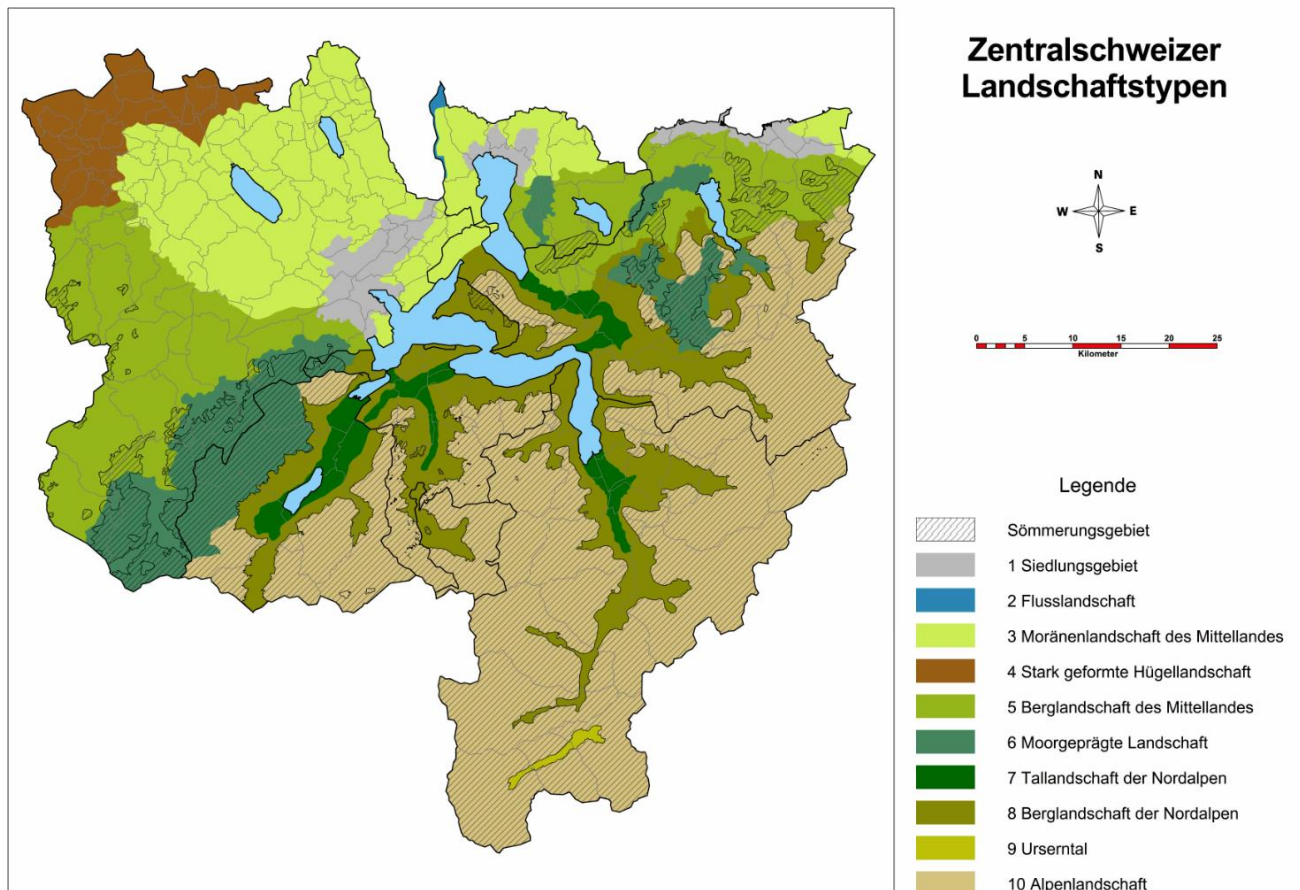 Zentralschweizer
Landschaftstypen
N
W E
S
0 5 10 15 20 25
Kilometer
Legende
Sömmerungsgebiet
1 Siedlungsgebiet
2 Flusslandschaft
3 Moränenlandschaft des Mittellandes
4 Stark geformte Hügellandschaft
5 Berglandschaft des Mittellandes
6 Moorgeprägte Landschaft
7 Tallandschaft der Nordalpen
8 Berglandschaft der Nordalpen
9 Urserntal
10 Alpenlandschaft